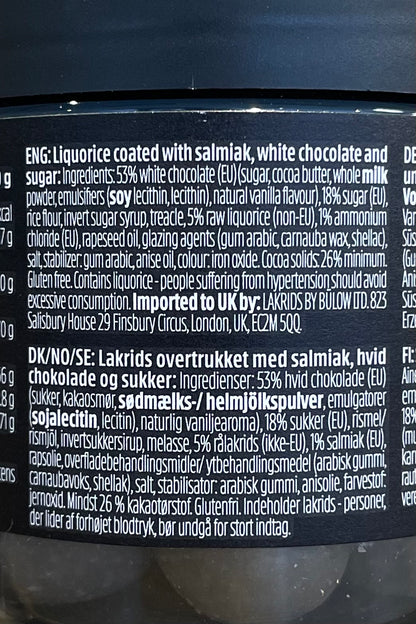 ENG: Liquorice coated with salmiak, white chocolate and
sugar: Ingredients: 53% white chocolate (EU) (sugar, cocoa butter, whole milk
powder, emulsifiers (soy lecithin, lecithin), natural vanilla flavour), 18% sugar (EU),
rice flour, invert sugar syrup, treacle, 5% raw liquorice (non-EU), 1% ammonium
chloride (EU), rapeseed oil, glazing agents (gum arabic, carnauba wax, shellac),
salt, stabilizer: gum arabic, anise oil, colour: iron oxide. Cocoa solids: 26% minimum.
Gluten free. Contains liquorice - people suffering from hypertension should avoid
excessive consumption. Imported to UK by: LAKRIDS BY BÜLOW LTD. 823
Salisbury House 29 Finsbury Circus, London, UK, EC2M 5QQ.
DK/NO/SE: Lakrids overtrukket med salmiak, hvid
chokolade og sukker: Ingredienser: 53% hvid chokolade (EU)
(sukker, kakaosmør, sødmælks-/ helmjölkspulver, emulgatorer
(sojalecitin, lecitin), naturlig vaniljearoma), 18% sukker (EU), rismel/
rismjöl, invertsukkersirup, melasse, 5% rålakrids (ikke-EU), 1% salmiak (EU),
rapsolie, overfladebehandlingsmidler/ ytbehandlingsmedel (arabisk gummi,
carnaubavoks, shellak), salt, stabilisator: arabisk gummi, anisolie, farvestof:
jernoxid. Mindst 26 % kakaotørstof. Glutenfri. Indeholder lakrids - personer,
der lider af forhøjet blodtryk, bør undgå for stort indtag.